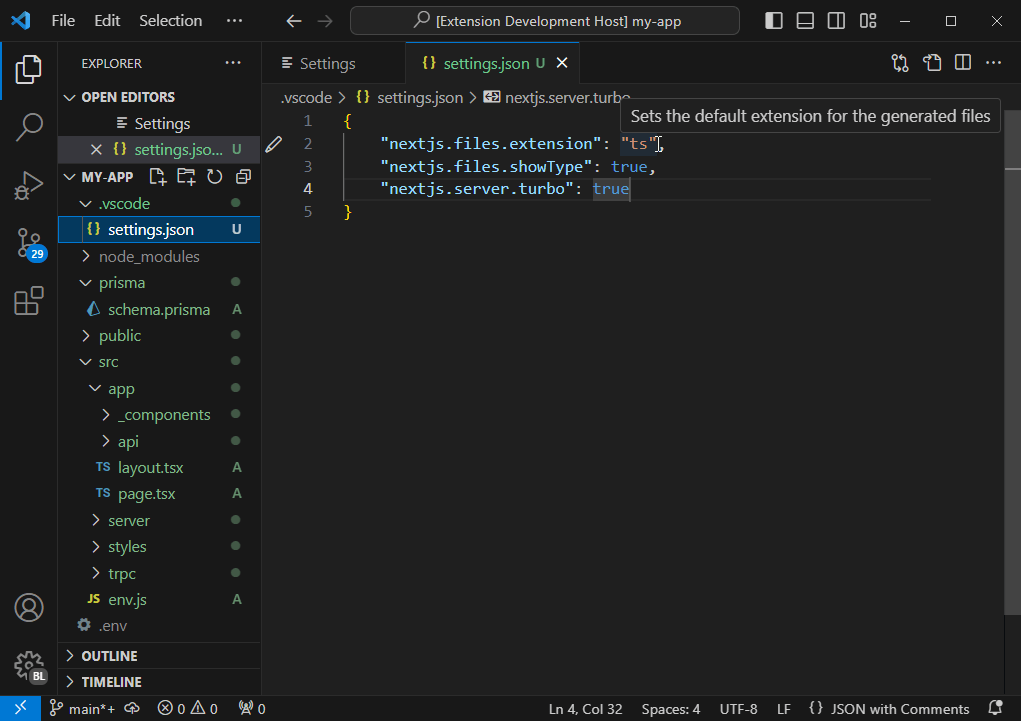 File Edit Selection ···
[Extension Development Host] my-app
EXPLORER ···
OPEN EDITORS
Settings
settings.jso... U
MY-APP
.vscode
settings.json U
node_modules
prisma
schema.prisma A
public
src
app
_components
api
TS layout.tsx A
TS page.tsx A
server
styles
trpc
JS env.js A
.env
OUTLINE
TIMELINE
29
BL
Settings
{} settings.json U
.vscode > {} settings.json > nextjs.server.turbo
Sets the default extension for the generated files
1 {
2 "nextjs.files.extension": "ts",
3 "nextjs.files.showType": true,
4 "nextjs.server.turbo": true
5 }
main*+ 0 0 0
Ln 4, Col 32 Spaces: 4 UTF-8 LF {} JSON with Comments